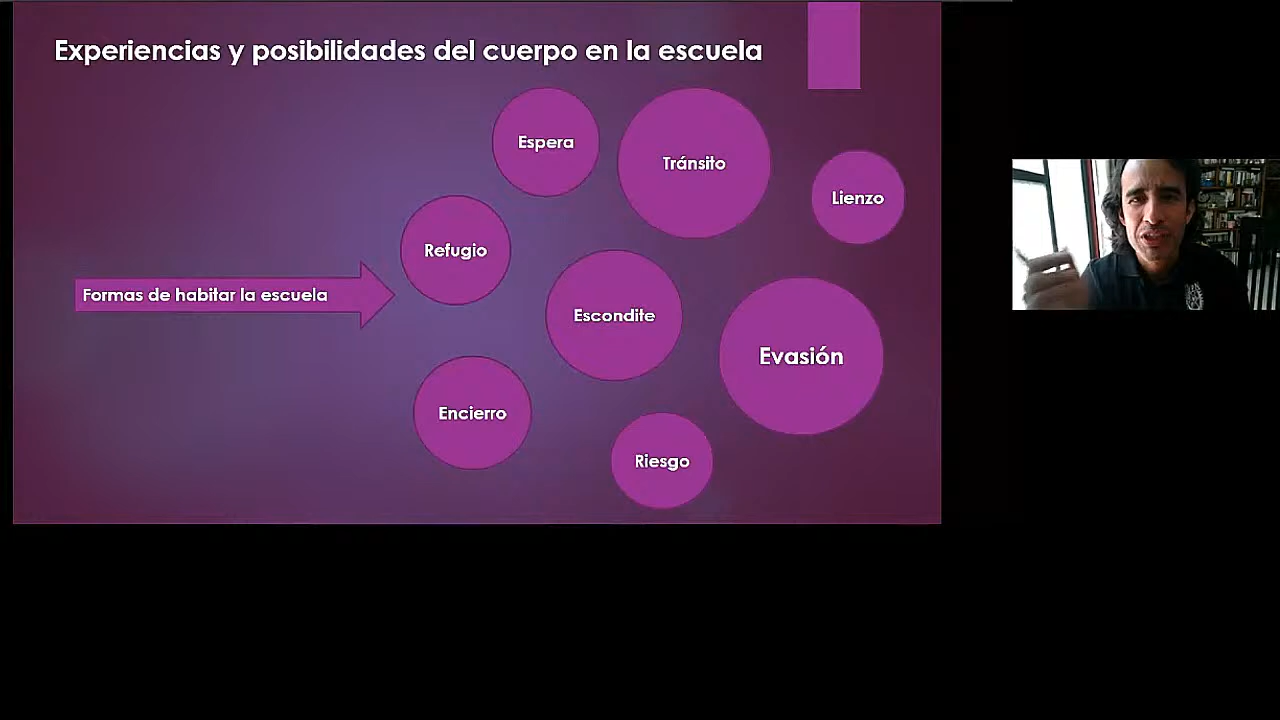 Experiencias y posibilidades del cuerpo en la escuela
Espera
Tránsito
Lienzo
Refugio
Formas de habitar la escuela
Escondite
Evasión
Encierro
Riesgo